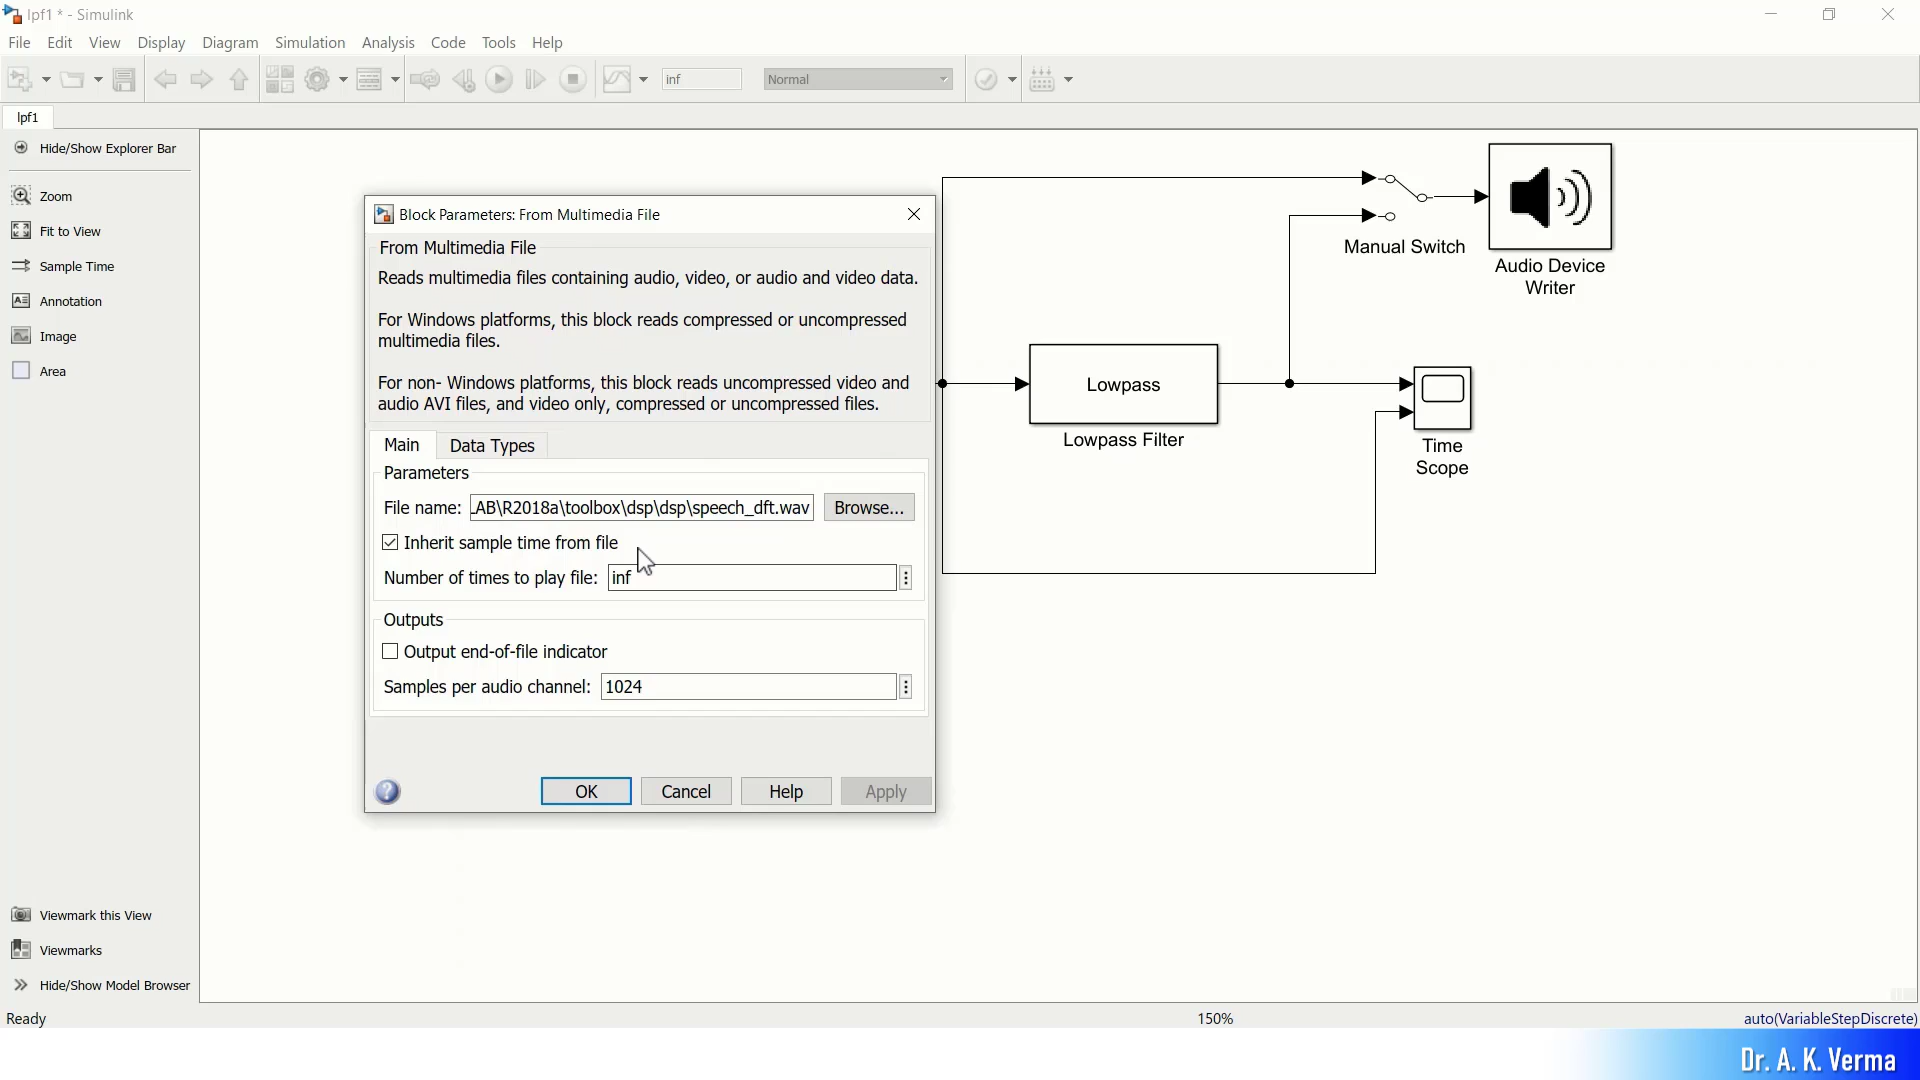 lpf1 * - Simulink
File Edit View Display Diagram Simulation Analysis Code Tools Help
inf
Normal
lpf1
Hide/Show Explorer Bar
Zoom
Fit to View
Sample Time
Annotation
Image
Area
Viewmark this View
Viewmarks
Hide/Show Model Browser
Block Parameters: From Multimedia File
From Multimedia File
Reads multimedia files containing audio, video, or audio and video data.
For Windows platforms, this block reads compressed or uncompressed
multimedia files.
For non- Windows platforms, this block reads uncompressed video and
audio AVI files, and video only, compressed or uncompressed files.
Main Data Types
Parameters
File name: .AB\R2018a\toolbox\dsp\dsp\speech_dft.wav Browse...
Inherit sample time from file
Number of times to play file: inf
Outputs
Output end-of-file indicator
Samples per audio channel: 1024
OK Cancel Help Apply
Manual Switch
Audio Device
Writer
Lowpass
Lowpass Filter
Time
Scope
Ready
150%
auto(VariableStepDiscrete)
Dr. A. K. Verma